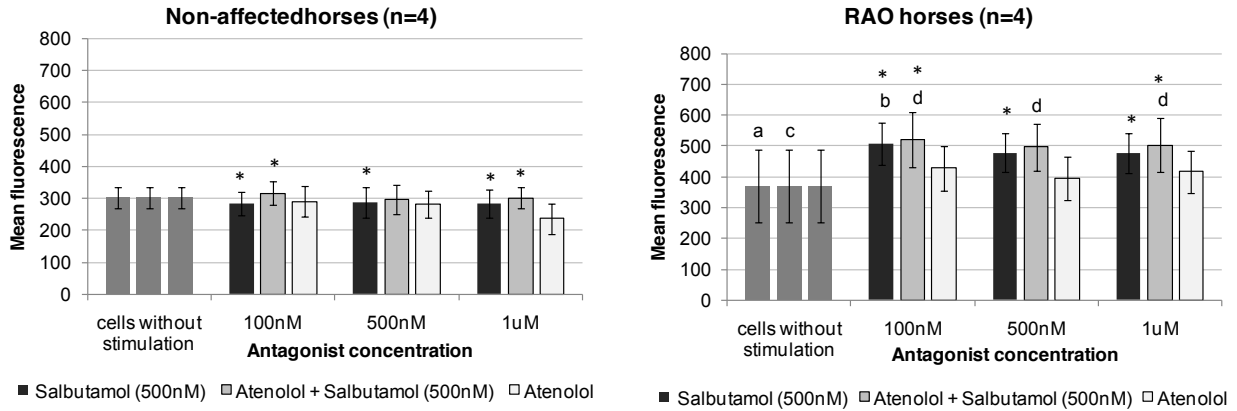 Non-affectedhorses (n=4)
800
700
600
500
400
300
200
100
0
Mean fluorescence
* * * * *
cells without stimulation
100nM
500nM
1uM
Antagonist concentration
Salbutamol (500nM) Atenolol + Salbutamol (500nM) Atenolol
RAO horses (n=4)
800
700
600
500
400
300
200
100
0
Mean fluorescence
* * *
a c b d * d * d
cells without stimulation
100nM
500nM
1uM
Antagonist concentration
Salbutamol (500nM) Atenolol + Salbutamol (500nM) Atenolol